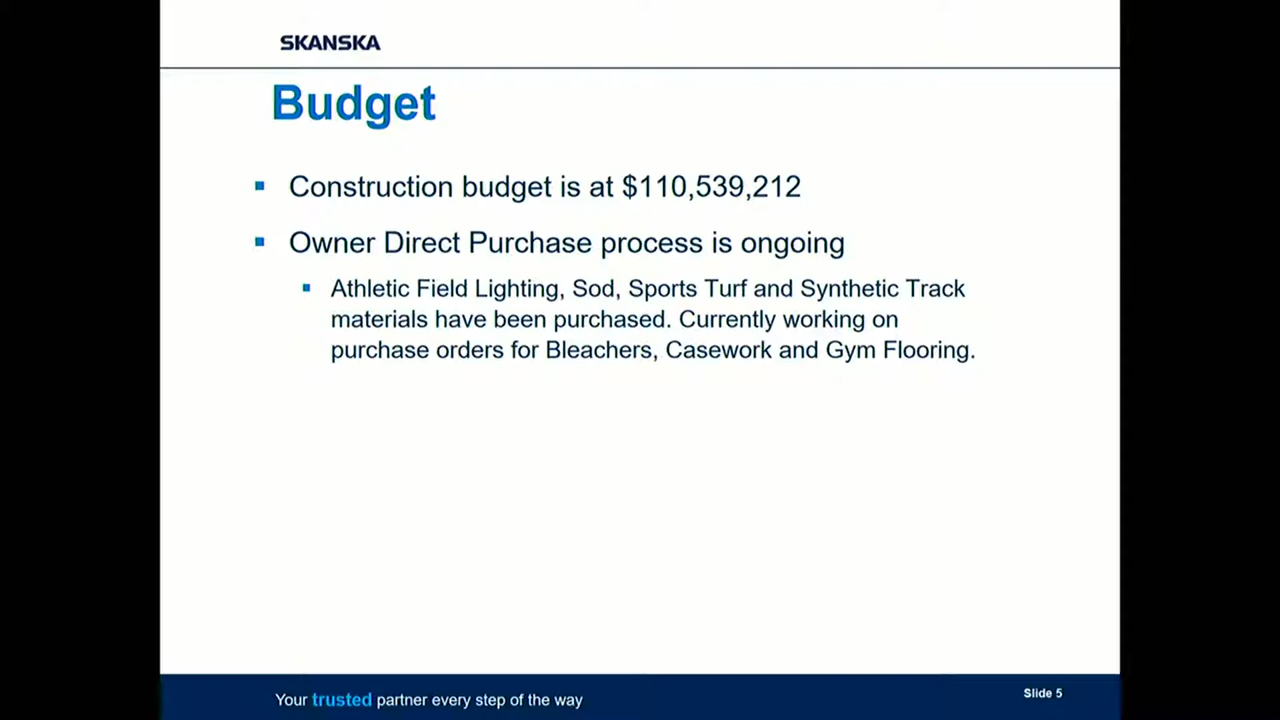 SKANSKA
Budget
Construction budget is at $110,539,212
Owner Direct Purchase process is ongoing
Athletic Field Lighting, Sod, Sports Turf and Synthetic Track
materials have been purchased. Currently working on
purchase orders for Bleachers, Casework and Gym Flooring.
Your trusted partner every step of the way
Slide 5